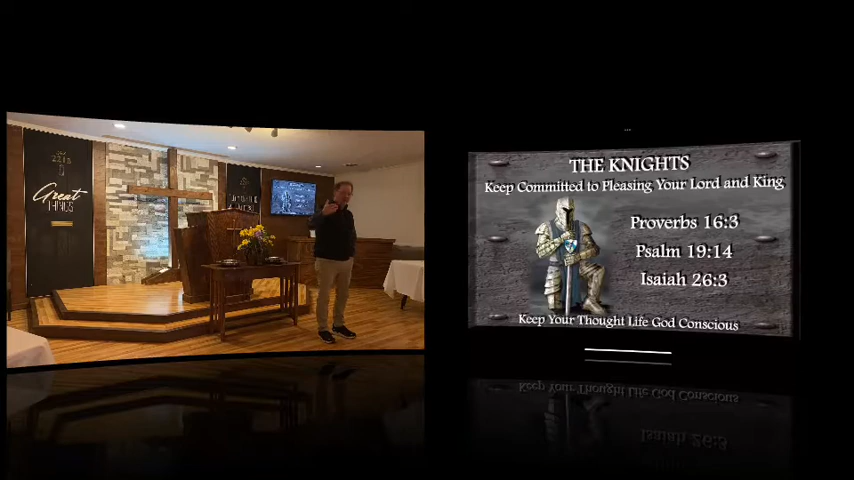 Great
THINGS
THE KNIGHTS
Keep Committed to Pleasing Your Lord and King
Proverbs 16:3
Psalm 19:14
Isaiah 26:3
Keep Your Thought Life God Conscious